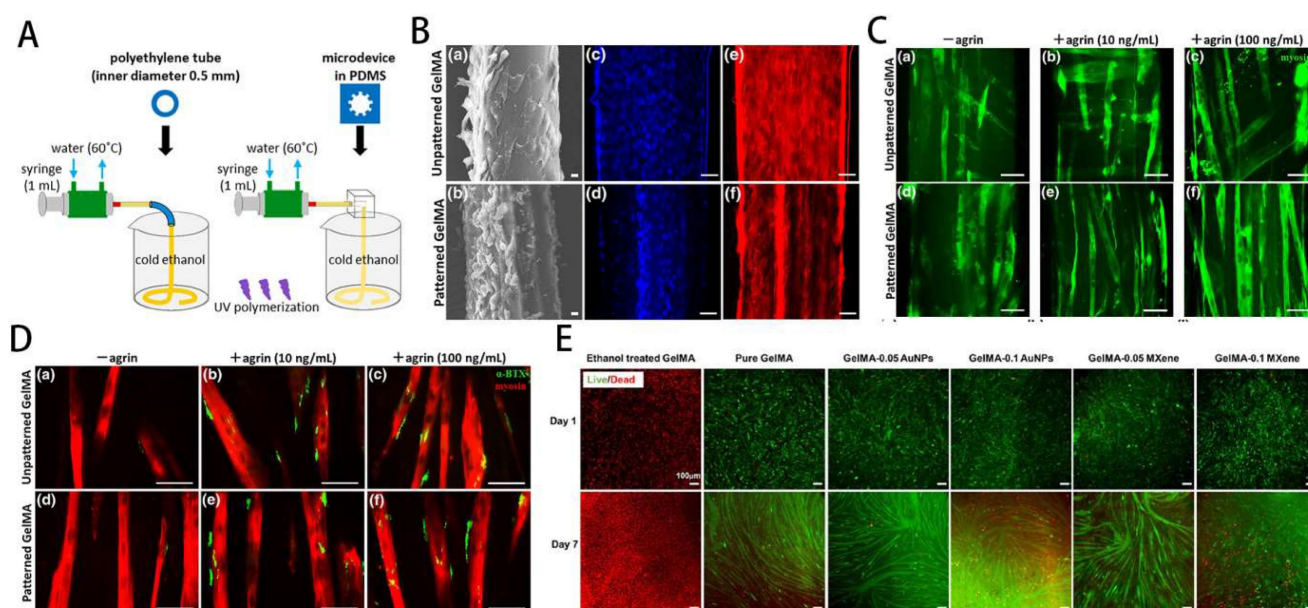 A
polyethylene tube
(inner diameter 0.5 mm)
microdevice
in PDMS
water (60°C)
syringe
(1 mL)
water (60°C)
syringe
(1 mL)
cold ethanol
cold ethanol
UV polymerization
B
Unpatterned GelMA
Patterned GelMA
(a)
(c)
(e)
(b)
(d)
(f)
C
−agrin
+agrin (10 ng/mL)
+agrin (100 ng/mL)
Unpatterned GelMA
Patterned GelMA
(a)
(b)
(c)
myosin
(d)
(e)
(f)
D
−agrin
+agrin (10 ng/mL)
+agrin (100 ng/mL)
Unpatterned GelMA
Patterned GelMA
(a)
(b)
(c)
α-BTX
myosin
(d)
(e)
(f)
E
Ethanol treated GelMA
Pure GelMA
GelMA-0.05 AuNPs
GelMA-0.1 AuNPs
GelMA-0.05 MXene
GelMA-0.1 MXene
Live/Dead
Day 1
100μm
Day 7